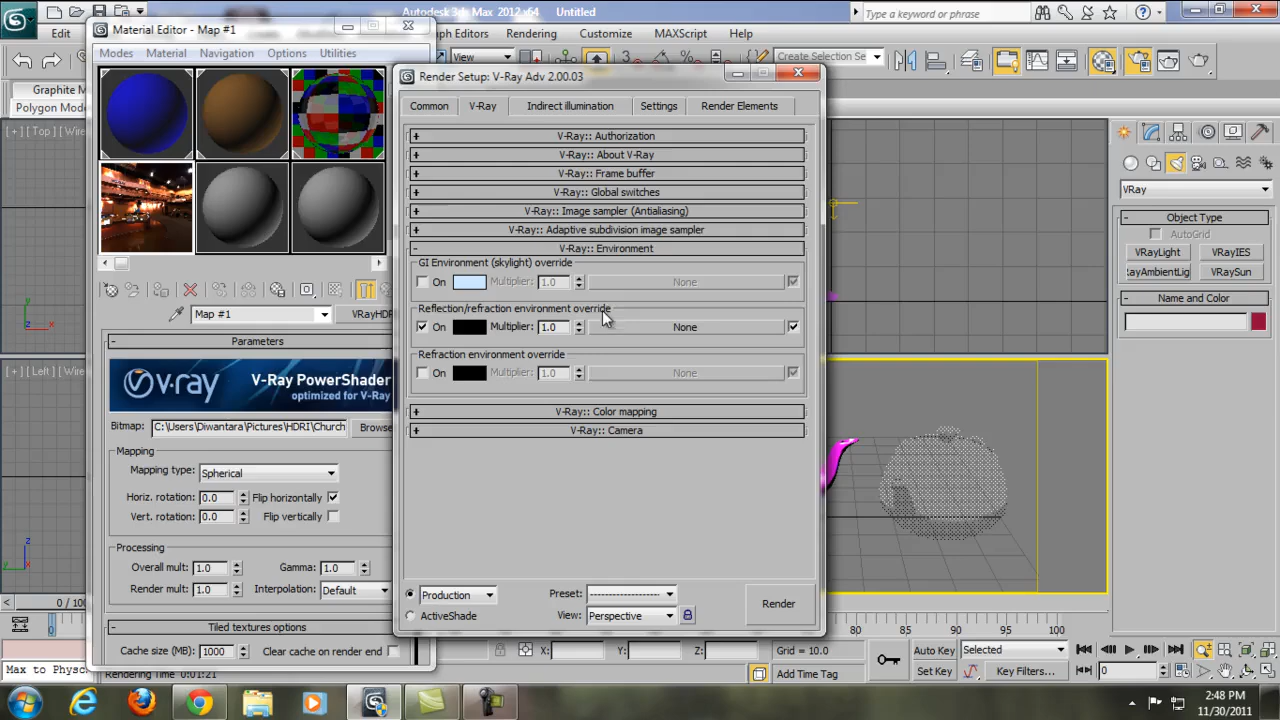 Autodesk 3ds Max 2012 x64
Untitled
Type a keyword or phrase
Material Editor - Map #1
Edit
ph Editors
Rendering
Customize
MAXScript
Help
Modes
Material
Navigation
Options
Utilities
View
Create Selection Se
Graphite M
Polygon Mode
[ + ] [ Top ] [ Wire
[ + ] [ Left ] [ Wire
Render Setup: V-Ray Adv 2.00.03
Common
V-Ray
Indirect illumination
Settings
Render Elements
V-Ray:: Authorization
V-Ray:: About V-Ray
V-Ray:: Frame buffer
V-Ray:: Global switches
V-Ray:: Image sampler (Antialiasing)
V-Ray:: Adaptive subdivision image sampler
V-Ray:: Environment
GI Environment (skylight) override
On
Multiplier: 1.0
None
Reflection/refraction environment override
On
Multiplier: 1.0
None
Refraction environment override
On
Multiplier: 1.0
None
V-Ray:: Color mapping
V-Ray:: Camera
Production
ActiveShade
Preset:
View: Perspective
Render
Map #1
VRayHDR
Parameters
v-ray
V-Ray PowerShader
optimized for V-Ray
Bitmap: C:\Users\Diwantara\Pictures\HDRI\Church
Browse
Mapping
Mapping type: Spherical
Horiz. rotation: 0.0
Flip horizontally
Vert. rotation: 0.0
Flip vertically
Processing
Overall mult: 1.0
Gamma: 1.0
Render mult: 1.0
Interpolation: Default
Tiled textures options
Cache size (MB) 1000
Clear cache on render end
VRay
Object Type
AutoGrid
VRayLight
VRayIES
RayAmbientLig
VRaySun
Name and Color
0 / 100
80 85 90 95 100
Max to Physc
Rendering Time 0:01:21
X:
Y:
Z:
Grid = 10.0
Add Time Tag
Auto Key
Selected
Set Key
Key Filters...
0
2:48 PM
11/30/2011